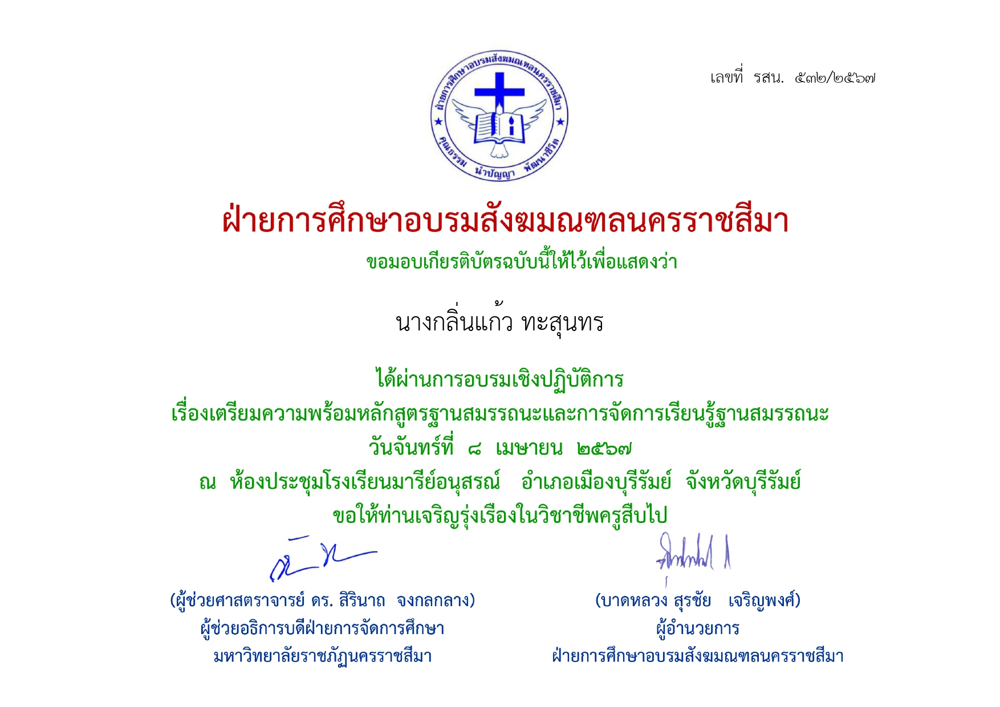 ฝ่ายการศึกษาอบรมสังฆมณฑลนครราชสีมา
คุณธรรม นำปัญญา พัฒนาชีวิต
เลขที่ รสน. ๕๓๒/๒๕๖๗
ฝ่ายการศึกษาอบรมสังฆมณฑลนครราชสีมา
ขอมอบเกียรติบัตรฉบับนี้ให้ไว้เพื่อแสดงว่า
นางกลิ่นแก้ว ทะสุนทร
ได้ผ่านการอบรมเชิงปฏิบัติการ
เรื่องเตรียมความพร้อมหลักสูตรฐานสมรรถนะและการจัดการเรียนรู้ฐานสมรรถนะ
วันจันทร์ที่ ๘ เมษายน ๒๕๖๗
ณ ห้องประชุมโรงเรียนมารีย์อนุสรณ์ อำเภอเมืองบุรีรัมย์ จังหวัดบุรีรัมย์
ขอให้ท่านเจริญรุ่งเรืองในวิชาชีพครูสืบไป
(ผู้ช่วยศาสตราจารย์ ดร. สิรินาถ จงกลกลาง)
ผู้ช่วยอธิการบดีฝ่ายการจัดการศึกษา
มหาวิทยาลัยราชภัฏนครราชสีมา
(บาดหลวง สุรชัย เจริญพงศ์)
ผู้อำนวยการ
ฝ่ายการศึกษาอบรมสังฆมณฑลนครราชสีมา